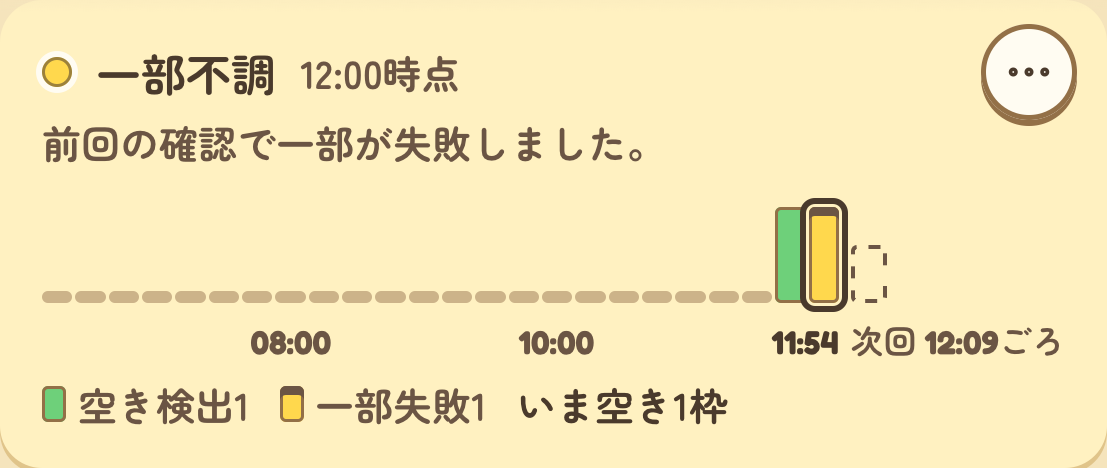 一部不調 12:00時点
前回の確認で一部が失敗しました。
08:00 10:00 11:54 次回 12:09ごろ
空き検出1 一部失敗1 いま空き1枠